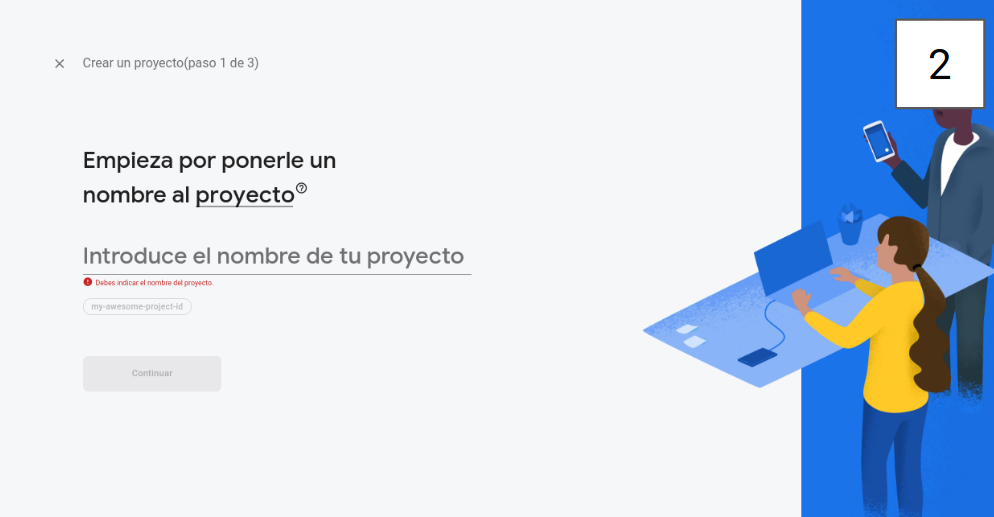 2
Crear un proyecto(paso 1 de 3)
Empieza por ponerle un
nombre al proyecto
Introduce el nombre de tu proyecto
Debes indicar el nombre del proyecto.
my-awesome-project-id
Continuar